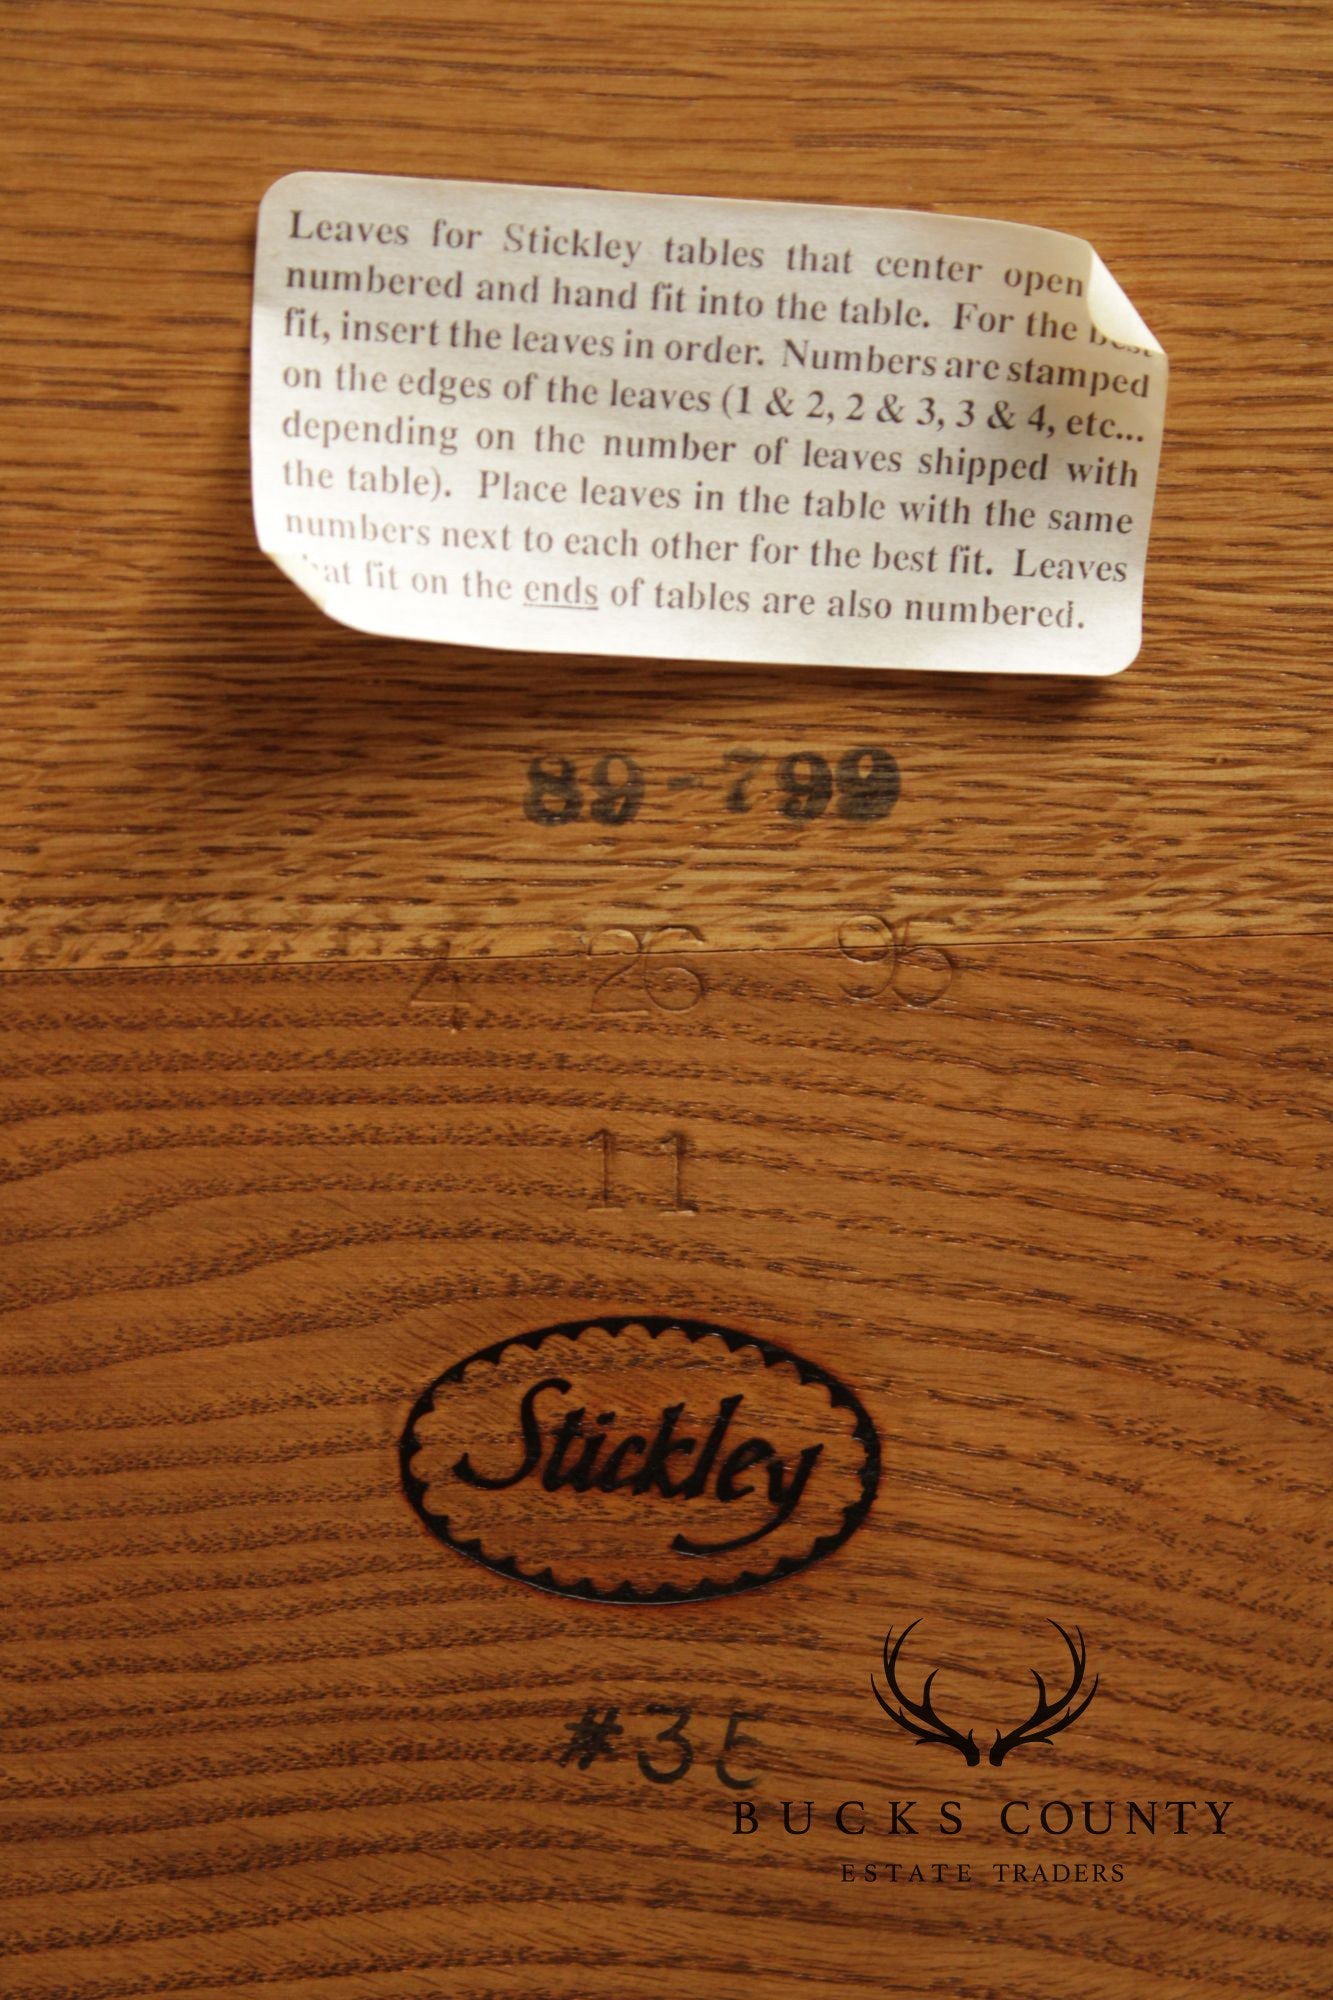 Leaves for Stickley tables that center open
numbered and hand fit into the table. For the best
fit, insert the leaves in order. Numbers are stamped
on the edges of the leaves (1 & 2, 2 & 3, 3 & 4, etc...
depending on the number of leaves shipped with
the table). Place leaves in the table with the same
numbers next to each other for the best fit. Leaves
fit on the ends of tables are also numbered.
89-799
4 26 95
11
Stickley
BUCKS COUNTY
ESTATE TRADERS